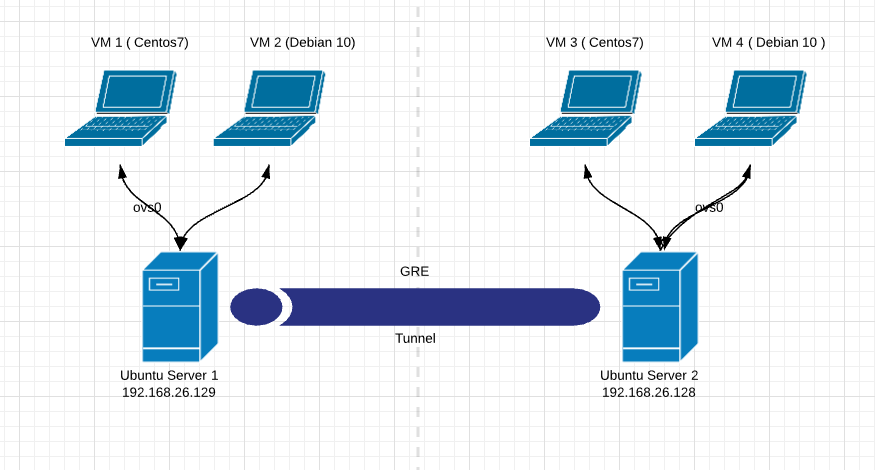 VM 1 ( Centos7)
VM 2 (Debian 10)
VM 3 ( Centos7)
VM 4 ( Debian 10 )
ovs0
ovs0
GRE
Tunnel
Ubuntu Server 1
192.168.26.129
Ubuntu Server 2
192.168.26.128